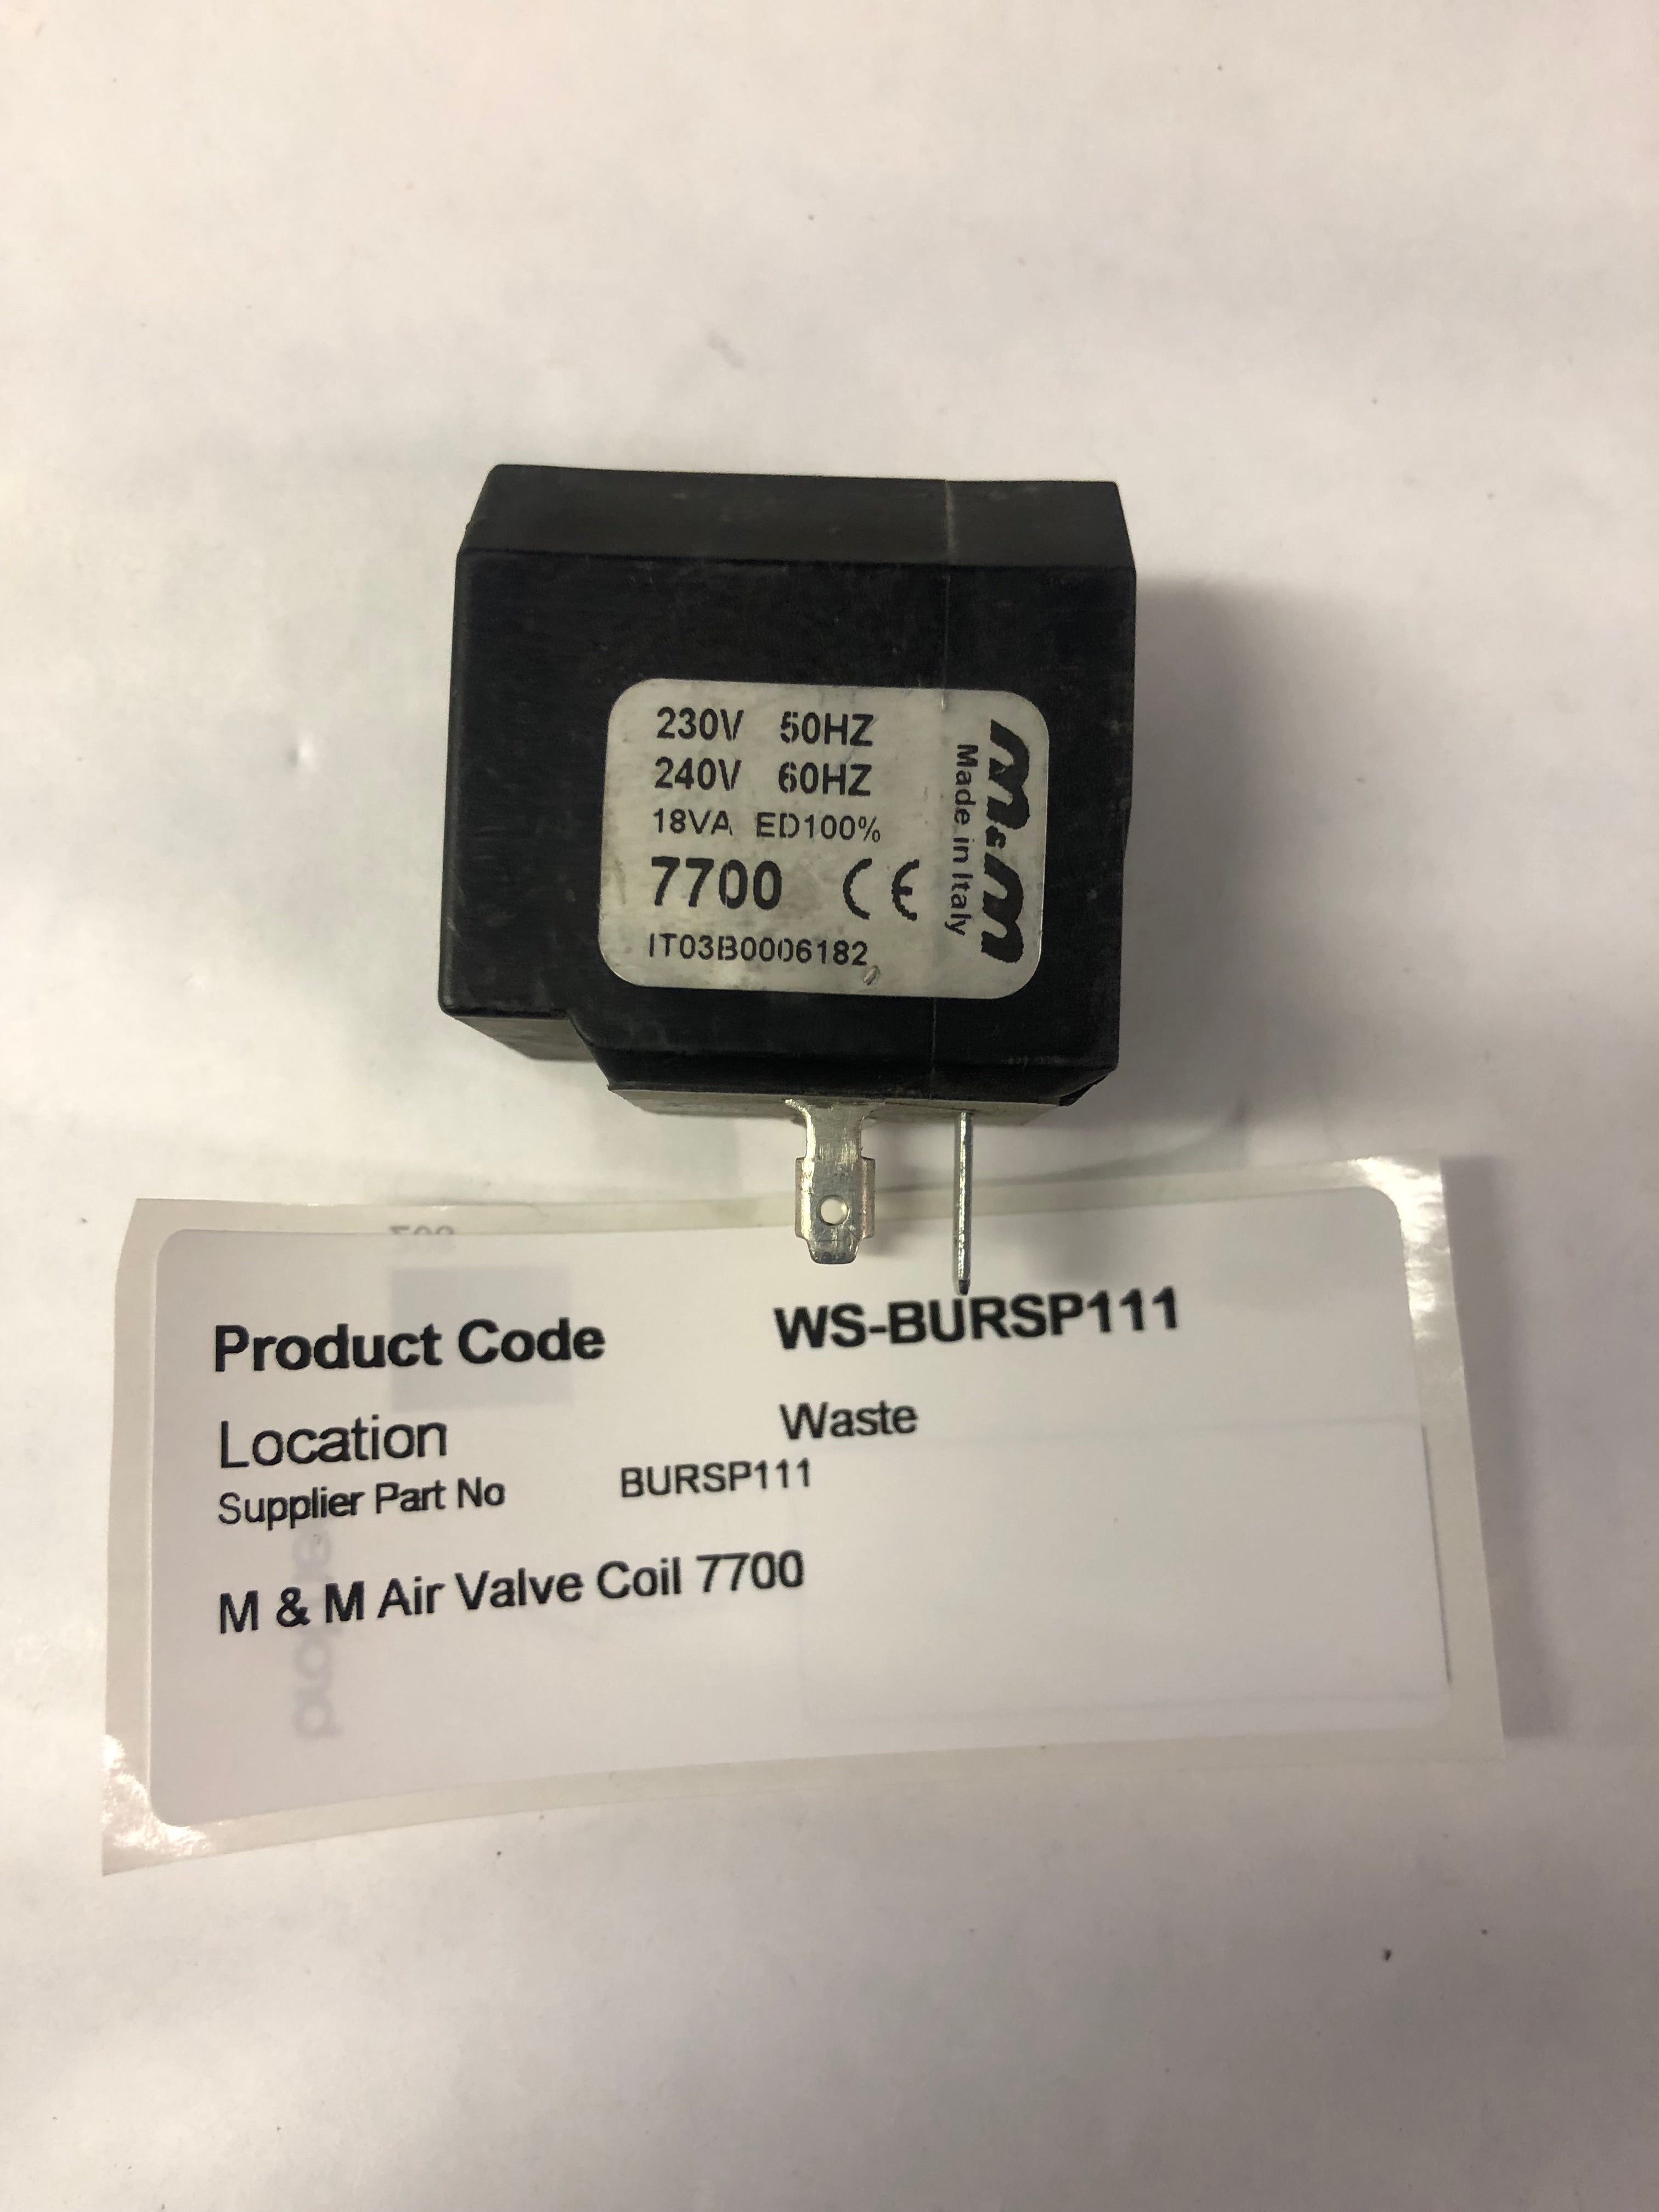 230V 50HZ
240V 60HZ
18VA ED100%
7700 CE
IT03B0006182
m&m
Made in Italy
Product Code WS-BURSP111
Location Waste
Supplier Part No BURSP111
M & M Air Valve Coil 7700